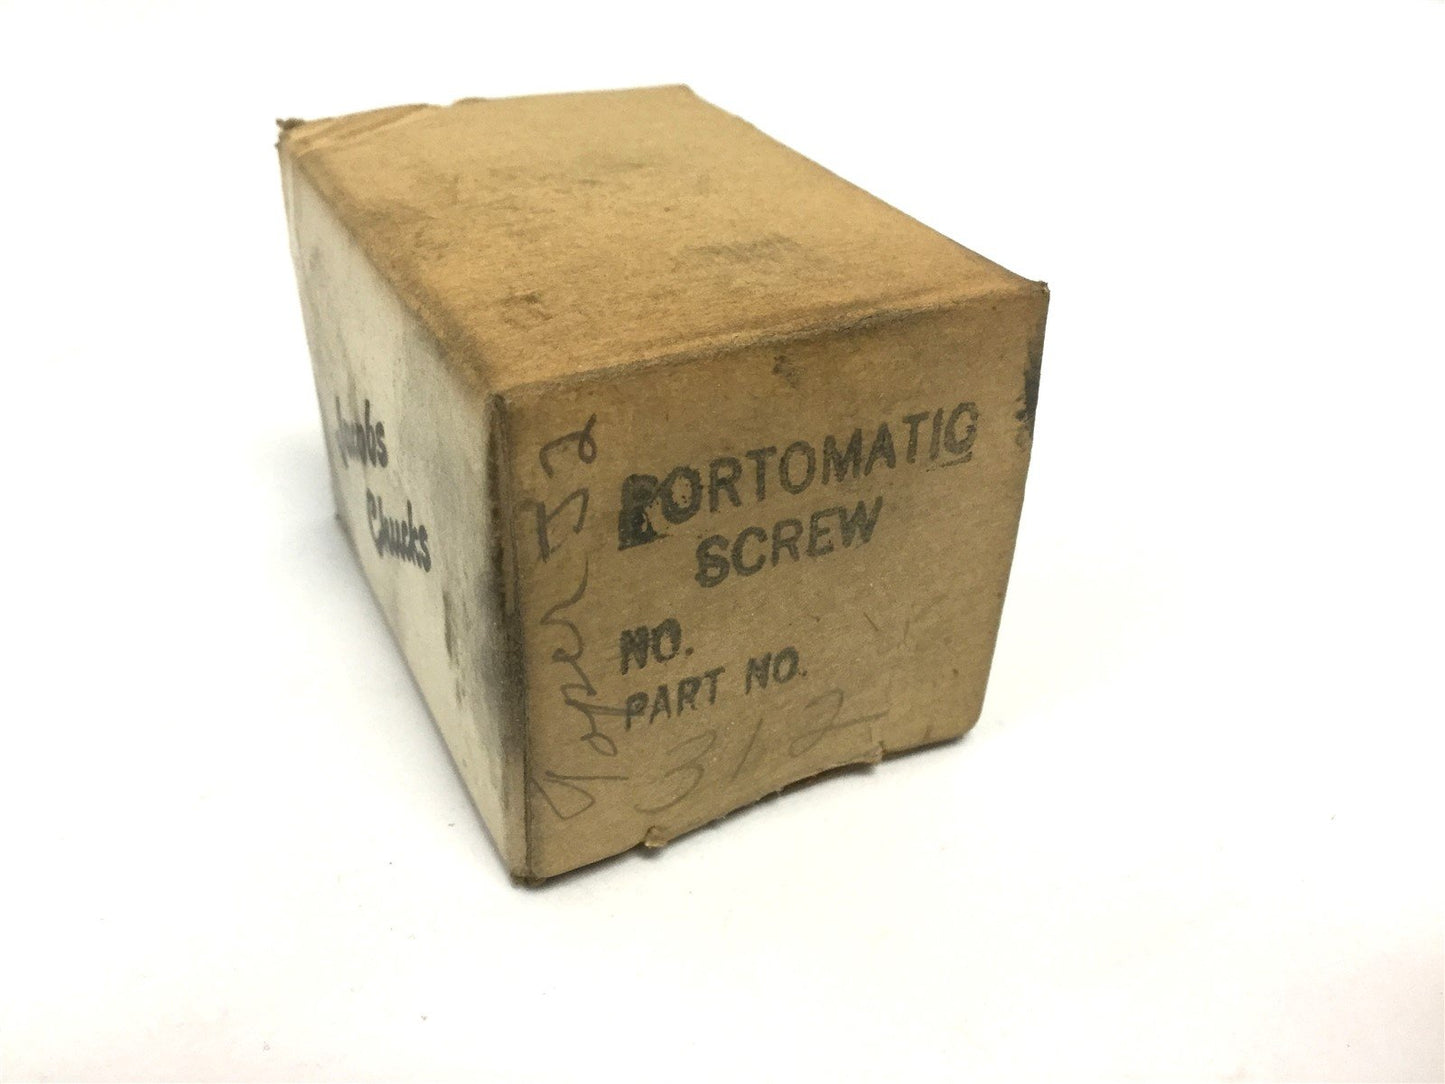 Jacobs
Chucks
PORTOMATIC
SCREW
NO.
PART NO.
312